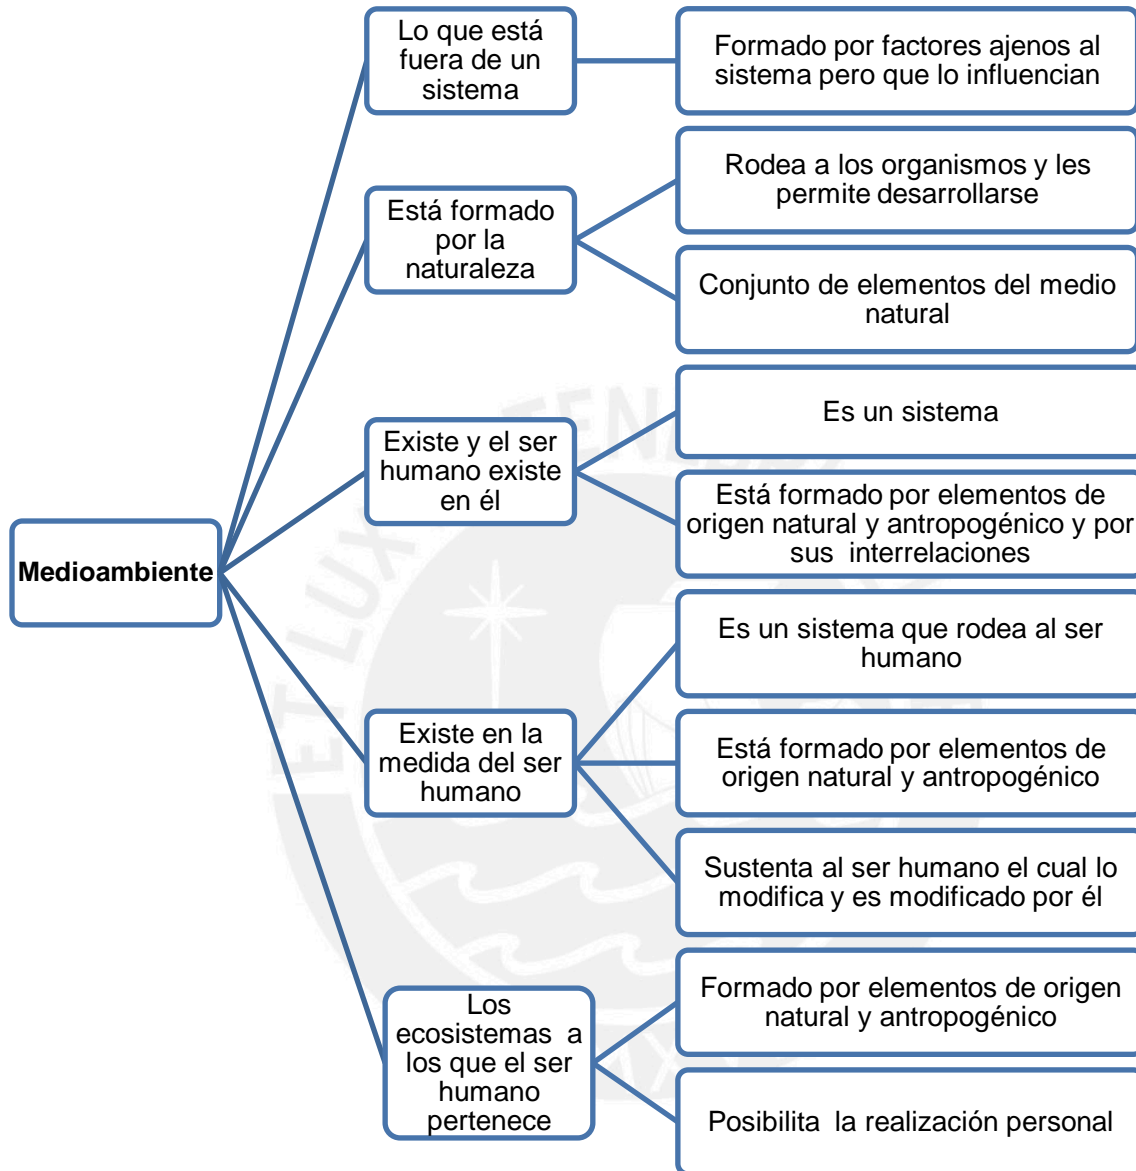 Lo que está
fuera de un
sistema
Formado por factores ajenos al
sistema pero que lo influencian
Está formado
por la
naturaleza
Rodea a los organismos y les
permite desarrollarse
Conjunto de elementos del medio
natural
Existe y el ser
humano existe
en él
Es un sistema
Está formado por elementos de
origen natural y antropogénico y por
sus  interrelaciones
Medioambiente
Existe en la
medida del ser
humano
Es un sistema que rodea al ser
humano
Está formado por elementos de
origen natural y antropogénico
Sustenta al ser humano el cual lo
modifica y es modificado por él
Los
ecosistemas  a
los que el ser
humano
pertenece
Formado por elementos de origen
natural y antropogénico
Posibilita  la realización personal
ET LUX
TENE